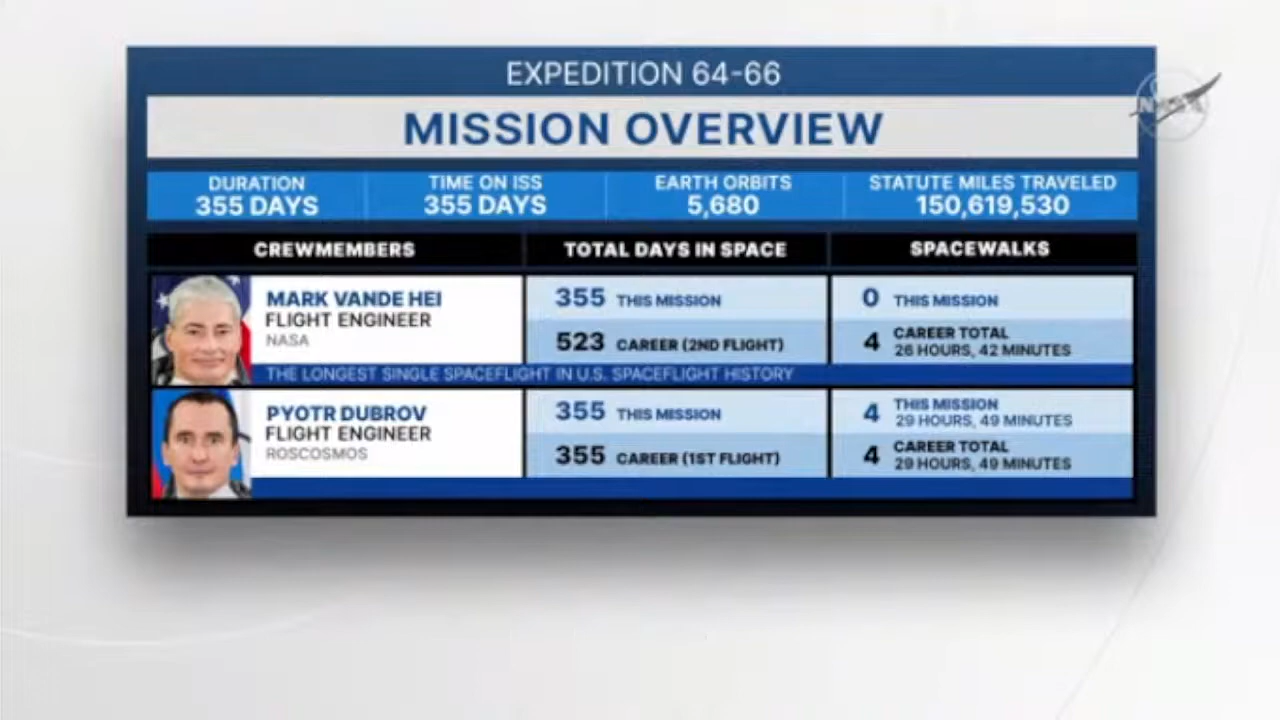 EXPEDITION 64-66
MISSION OVERVIEW
NASA
DURATION
355 DAYS
TIME ON ISS
355 DAYS
EARTH ORBITS
5,680
STATUTE MILES TRAVELED
150,619,530
CREWMEMBERS
TOTAL DAYS IN SPACE
SPACEWALKS
MARK VANDE HEI
FLIGHT ENGINEER
NASA
355 THIS MISSION
523 CAREER (2ND FLIGHT)
0 THIS MISSION
4 CAREER TOTAL
26 HOURS, 42 MINUTES
THE LONGEST SINGLE SPACEFLIGHT IN U.S. SPACEFLIGHT HISTORY
PYOTR DUBROV
FLIGHT ENGINEER
ROSCOSMOS
355 THIS MISSION
355 CAREER (1ST FLIGHT)
4 THIS MISSION
29 HOURS, 49 MINUTES
4 CAREER TOTAL
29 HOURS, 49 MINUTES